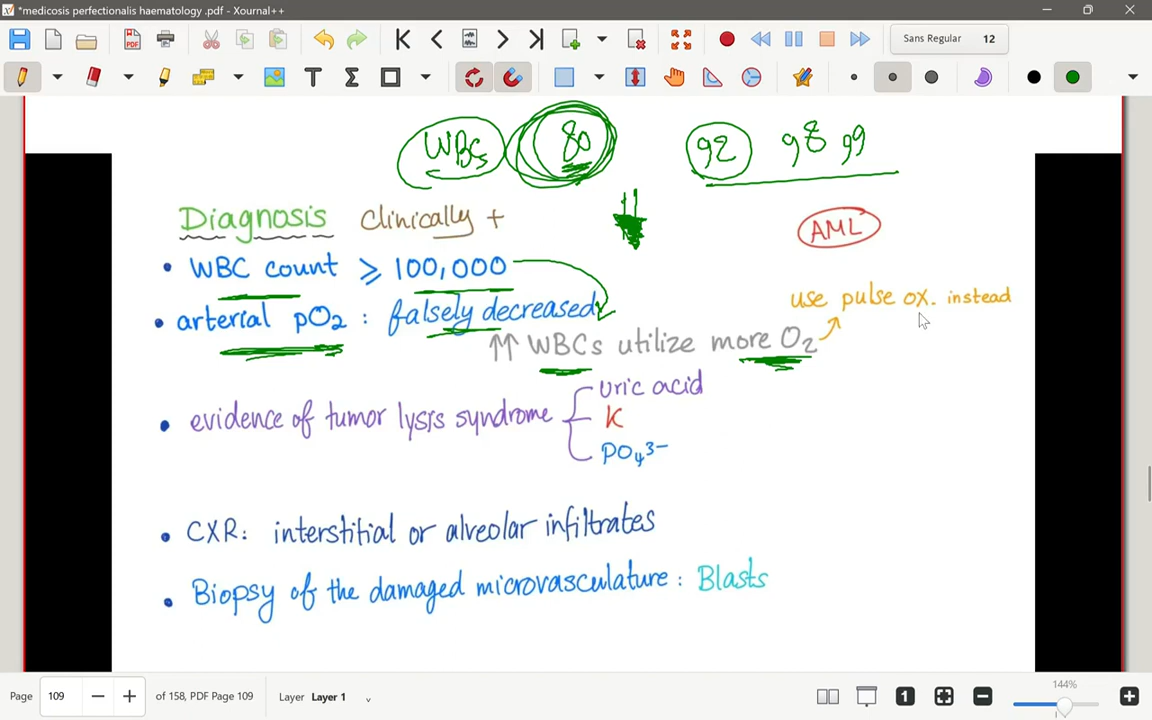 *medicosis perfectionalis haematology .pdf - Xournal++
Sans Regular 12
WBCs 80 92 98 99
Diagnosis Clinically +
AML
• WBC count ≥ 100,000
use pulse ox. instead
• arterial pO2 : falsely decreased
↑↑ WBCs utilize more O2
• evidence of tumor lysis syndrome
uric acid
K
PO₄³⁻
• CXR: interstitial or alveolar infiltrates
• Biopsy of the damaged microvasculature : Blasts
144%
Page 109 of 158, PDF Page 109 Layer Layer 1